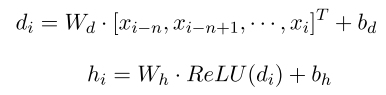 d_i = W_d · [x_{i−n}, x_{i−n+1}, ⋯, x_i]^T + b_d
h_i = W_h · ReLU(d_i) + b_h